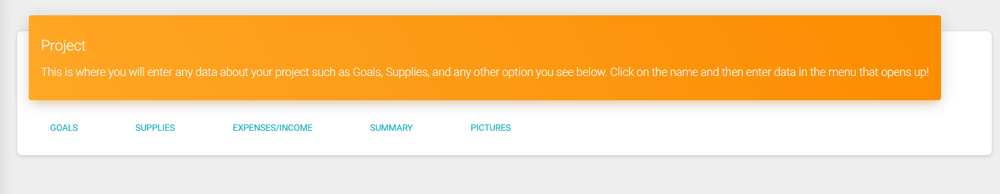 Project
This is where you will enter any data about your project such as Goals, Supplies, and any other option you see below. Click on the name and then enter data in the menu that opens up!
GOALS SUPPLIES EXPENSES/INCOME SUMMARY PICTURES